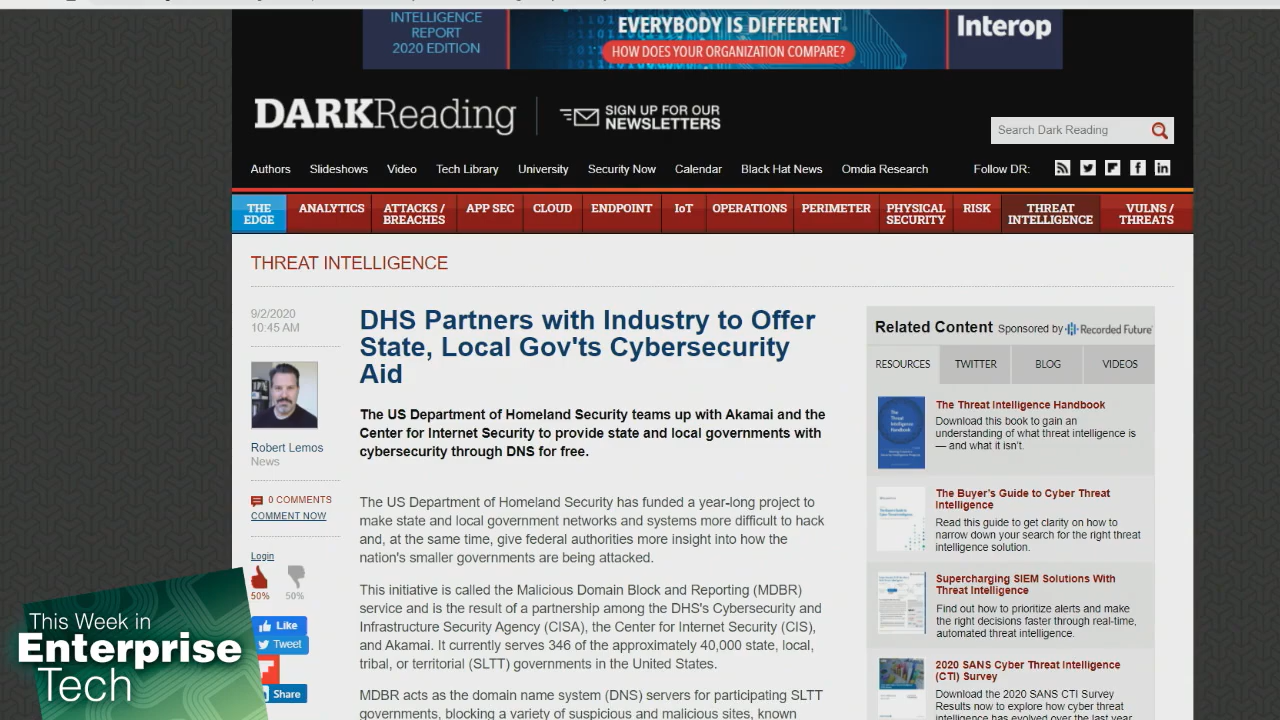 INTELLIGENCE
REPORT
2020 EDITION
EVERYBODY IS DIFFERENT
HOW DOES YOUR ORGANIZATION COMPARE?
Interop
DARKReading
SIGN UP FOR OUR
NEWSLETTERS
Search Dark Reading
Authors Slideshows Video Tech Library University Security Now Calendar Black Hat News Omdia Research Follow DR:
THE EDGE ANALYTICS ATTACKS / BREACHES APP SEC CLOUD ENDPOINT IoT OPERATIONS PERIMETER PHYSICAL SECURITY RISK THREAT INTELLIGENCE VULNS / THREATS
THREAT INTELLIGENCE
9/2/2020
10:45 AM
Robert Lemos
News
0 COMMENTS
COMMENT NOW
Login
50% 50%
Like
Tweet
Share
DHS Partners with Industry to Offer
State, Local Gov'ts Cybersecurity
Aid
The US Department of Homeland Security teams up with Akamai and the
Center for Internet Security to provide state and local governments with
cybersecurity through DNS for free.
The US Department of Homeland Security has funded a year-long project to
make state and local government networks and systems more difficult to hack
and, at the same time, give federal authorities more insight into how the
nation's smaller governments are being attacked.
This initiative is called the Malicious Domain Block and Reporting (MDBR)
service and is the result of a partnership among the DHS's Cybersecurity and
Infrastructure Security Agency (CISA), the Center for Internet Security (CIS),
and Akamai. It currently serves 346 of the approximately 40,000 state, local,
tribal, or territorial (SLTT) governments in the United States.
MDBR acts as the domain name system (DNS) servers for participating SLTT
governments, blocking a variety of suspicious and malicious sites, known
Related Content Sponsored by Recorded Future
RESOURCES TWITTER BLOG VIDEOS
The Threat Intelligence Handbook
Download this book to gain an
understanding of what threat intelligence is
— and what it isn't.
The Buyer's Guide to Cyber Threat
Intelligence
Read this guide to get clarity on how to
narrow down your search for the right threat
intelligence solution.
Supercharging SIEM Solutions With
Threat Intelligence
Find out how to prioritize alerts and make
the right decisions faster through real-time,
automated threat intelligence.
2020 SANS Cyber Threat Intelligence
(CTI) Survey
Download the 2020 SANS CTI Survey
Results now to explore how cyber threat
intelligence has evolved over the last year
This Week in
Enterprise
Tech